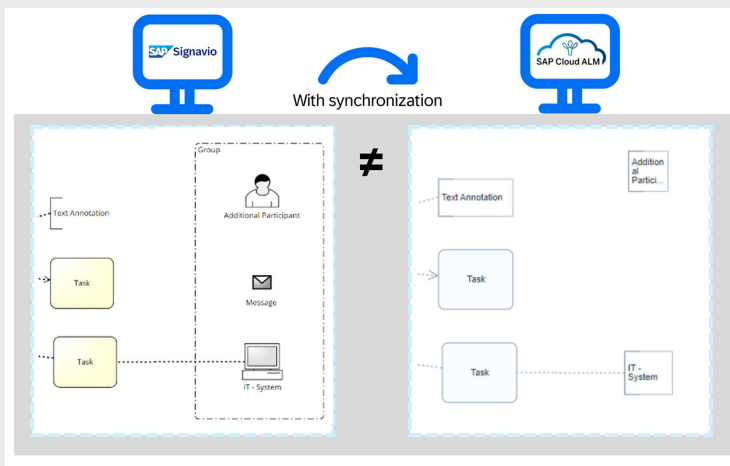 SAP Signavio
SAP Cloud ALM
With synchronization
≠
Group
Additional Participant
Text Annotation
Task
Message
Task
IT - System
Addition
al
Partici...
Text Annotation
Task
Task
IT -
System